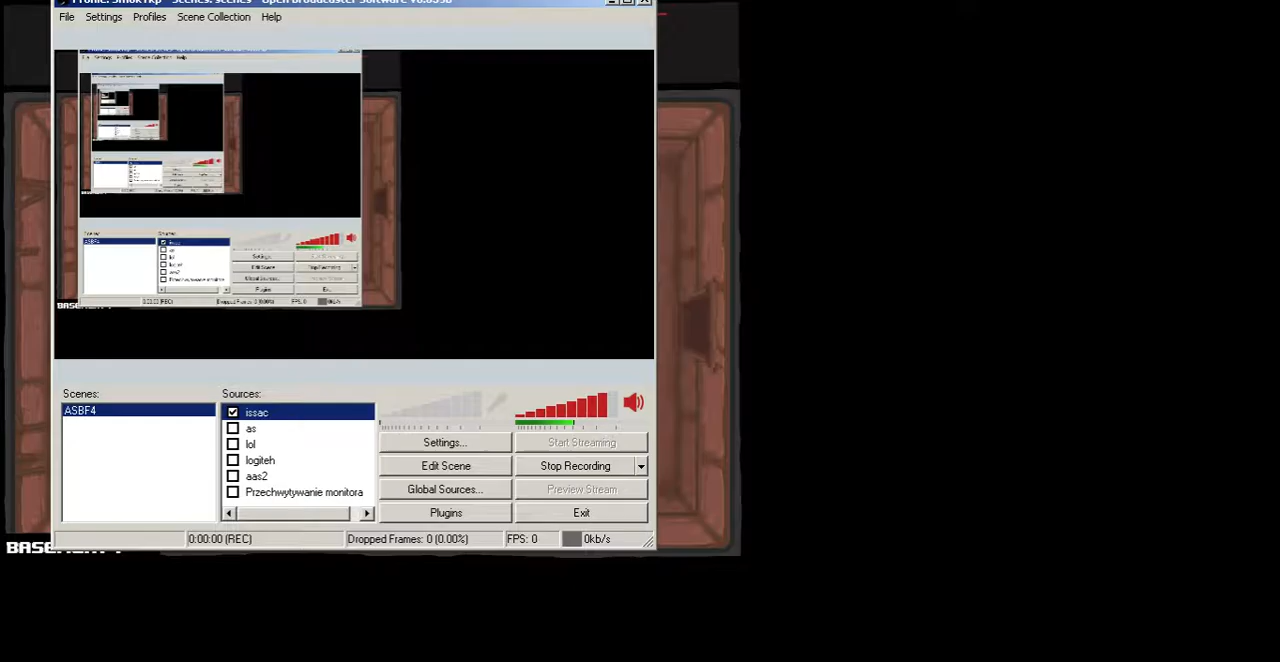 File Settings Profiles Scene Collection Help
Scenes: Sources:
ASBF4
issac
as
lol
logiteh
aas2
Przechwytywanie monitora
Settings... Start Streaming
Edit Scene Stop Recording
Global Sources... Preview Stream
Plugins Exit
0:00:00 (REC) Dropped Frames: 0 (0.00%) FPS: 0 0kb/s